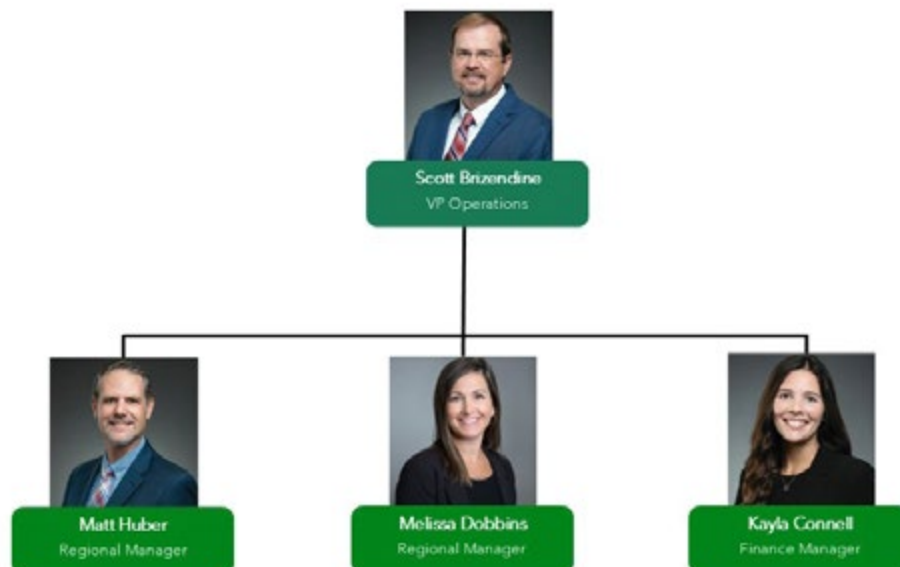 Scott Brizendine
VP Operations
Matt Huber
Regional Manager
Melissa Dobbins
Regional Manager
Kayla Connell
Finance Manager